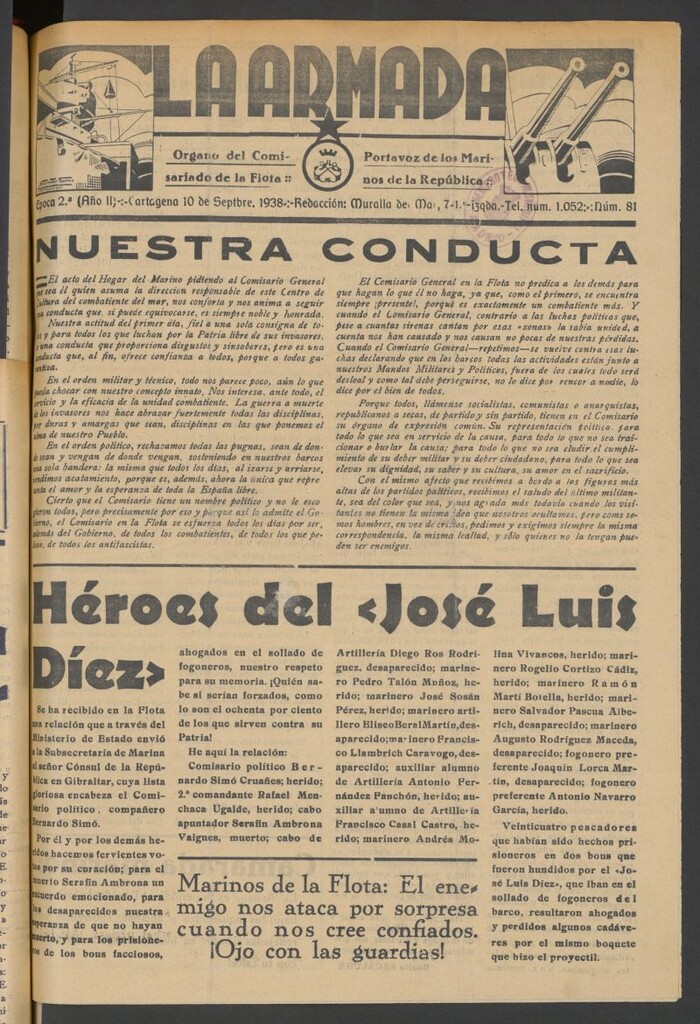 LA ARMADA
Organo del Comi-
sariado de la Flota ::
Portavoz de los Mari-
nos de la República
Epoca 2.ª (Año II)-:-Cartagena 10 de Septbre. 1938-:-Redacción: Muralla del Mar, 7-1.º-izqda.-Tel. núm. 1.052-:-Núm. 81
NUESTRA CONDUCTA
El acto del Hogar del Marino pidiendo al Comisario General
sea él quien asuma la direccion responsable de este Centro de
Cultura del combatiente del mar, nos conforta y nos anima a seguir
conducta que, si puede equivocarse, es siempre noble y honrada.
Nuestra actitud del primer día, fiel a una sola consigna de to-
y para todos los que luchan por la Patria libre de sus invasores,
una conducta que proporciona disgustos y sinsabores, pero es una
conducta que, al fin, ofrece confianza a todos, porque a todos ga-
rantiza.
En el orden militar y técnico, todo nos parece poco, aún lo que
pueda chocar con nuestro concepto innato. Nos interesa, ante todo, el
servicio y la eficacia de la unidad combatiente. La guerra a muerte
de los invasores nos hace abrazar fuertemente todas las disciplinas,
por duras y amargas que sean, disciplinas en las que ponemos el
alma de nuestro Pueblo.
En el orden político, rechazamos todas las pugnas, sean de don-
de sean y vengan de donde vengan, sosteniendo en nuestros barcos
una sola bandera: la misma que todos los días, al izarse y arriarse,
rendimos acatamiento, porque es, además, ahora la única que repre-
senta el amor y la esperanza de toda la España libre.
Cierto que el Comisario tiene un nombre político y no le esco-
gieron todos, pero precisamente por eso y porque así lo admite el Go-
bierno, el Comisario en la Flota se esfuerza todos los días por ser,
además del Gobierno, de todos los combatientes, de todos los que pe-
lean, de todos los antifascistas.
El Comisario General en la Flota no predica a los demás para
que hagan lo que él no haga, ya que, como el primero, se encuentra
siempre ¡presente!, porque es exactamente un combatiente más. Y
cuando el Comisario General, contrario a las luchas políticas que,
pese a cuantas sirenas cantan por esas «zonas» la sabia unidad, a
cuenta nos han causado y nos causan no pocas de nuestras pérdidas.
Cuando el Comisario General—repetimos—se vuelve contra esas lu-
chas declarando que en los barcos todas las actividades están junto a
nuestros Mandos Militares y Políticos, fuera de los cuales todo será
desleal y como tal debe perseguirse, no lo dice por rencor a nadie, lo
dice por el bien de todos.
Porque todos, llámense socialistas, comunistas o anarquistas,
republicanos a secas, de partido y sin partido, tienen en el Comisario
su órgano de expresión común. Su representación política, para
todo lo que sea en servicio de la causa, para todo lo que no sea trai-
cionar o burlar la causa; para todo lo que no sea eludir el cumpli-
miento de su deber militar y su deber ciudadano, para todo lo que sea
elevar su dignidad, su saber y su cultura, su amor en el sacrificio.
Con el mismo afecto que recibimos a bordo a las figuras más
altas de los partidos políticos, recibimos el saludo del último militan-
te, sea del color que sea, y nos agrada más todavía cuando los visi-
tantes no tienen la misma idea que nosotros ocultamos, pero como so-
mos hombres, en vez de pedimos y exigimos siempre la misma
correspondencia, la misma lealtad, y sólo quienes no la tengan pue-
den ser enemigos.
Héroes del «José Luis
Díez»
Se ha recibido en la Flota
una relación que a través del
Ministerio de Estado envió
a la Subsecretaría de Marina
el señor Cónsul de la Repú-
blica en Gibraltar, cuya lista
gloriosa encabeza el Comi-
sario político, compañero
Bernardo Simó.
Por él y por los demás he-
ridos hacemos fervientes vo-
tos por su curación; para el
muerto Serafin Ambrona un
recuerdo emocionado, para
los desaparecidos nuestra
esperanza de que no hayan
muerto, y para los prisione-
ros de los bous facciosos,
ahogados en el sollado de
fogoneros, nuestro respeto
para su memoria. ¡Quién sa-
be si serían forzados, como
lo son el ochenta por ciento
de los que sirven contra su
Patria!
He aquí la relación:
Comisario político Ber-
nardo Simó Cruañes; herido;
2.º comandante Rafael Men-
chaca Ugalde, herido; cabo
apuntador Serafín Ambrona
Vaigues, muerto; cabo de
Artillería Diego Ros Rodrí-
guez, desaparecido; marine-
ro Pedro Talón Muñoz, he-
rido; marinero José Sosán
Pérez, herido; marinero arti-
llero Eliseo Beral Martín, des-
aparecido; marinero Francis-
co Llambrich Caravogo, des-
aparecido; auxiliar alumno
de Artillería Antonio Fer-
nández Fanchón, herido; au-
xiliar alumno de Artillería
Francisco Casal Castro, he-
rido; marinero Andrés Mo-
lina Vivancos, herido; mari-
nero Rogelio Cortizo Cádiz,
herido; marinero Ramón
Martí Botella, herido; mari-
nero Salvador Pascua Albe-
rich, desaparecido; marinero
Augusto Rodríguez Maceda,
desaparecido; fogonero pre-
ferente Joaquín Lorca Mar-
tín, desaparecido; fogonero
preferente Antonio Navarro
García, herido.
Veinticuatro pescadores
que habían sido hechos pri-
sioneros en dos bous que
fueron hundidos por el «Jo-
sé Luis Díez», que iban en el
sollado de fogoneros del
barco, resultaron ahogados
y perdidos algunos cadáve-
res por el mismo boquete
que bizo el proyectil.
Marinos de la Flota: El ene-
migo nos ataca por sorpresa
cuando nos cree confiados.
¡Ojo con las guardias!